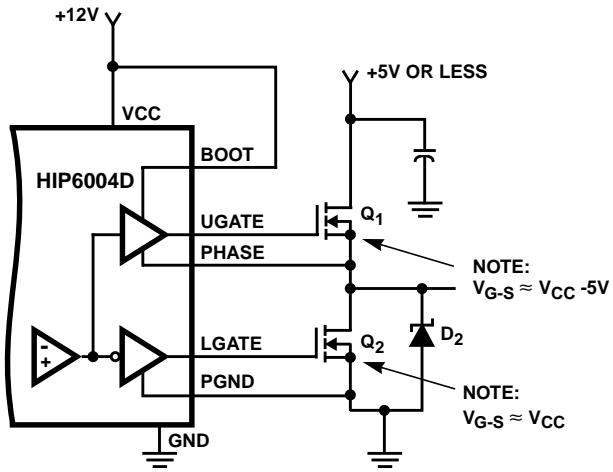 +12V
+5V OR LESS
VCC
BOOT
HIP6004D
Q1
UGATE
PHASE
NOTE:
VG-S ≈ VCC -5V
-
+
LGATE
Q2
D2
PGND
NOTE:
VG-S ≈ VCC
GND